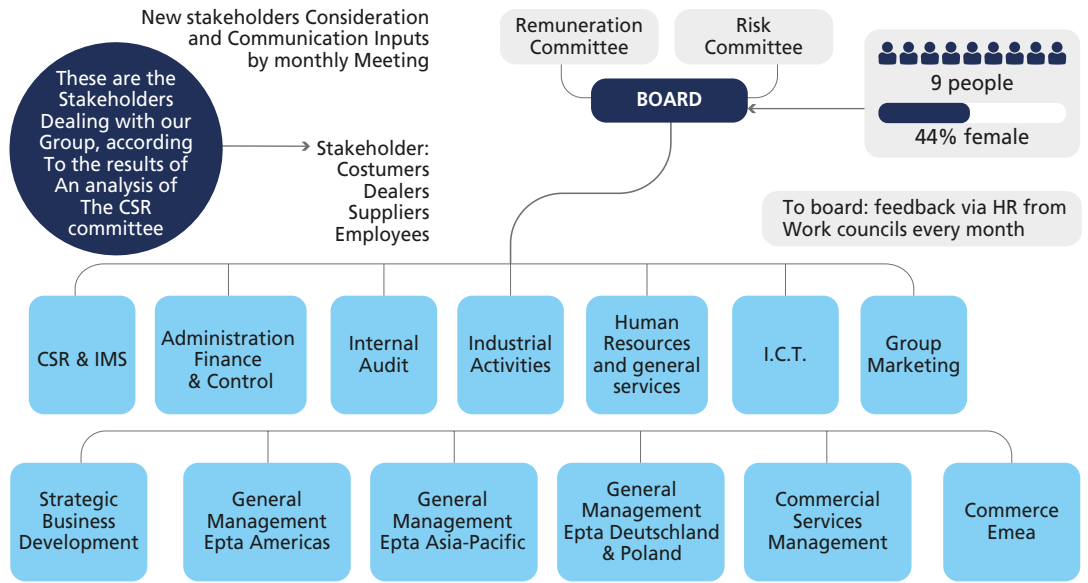 New stakeholders Consideration
and Communication Inputs
by monthly Meeting
Remuneration
Committee
Risk
Committee
BOARD
9 people
44% female
These are the
Stakeholders
Dealing with our
Group, according
To the results of
An analysis of
The CSR
committee
Stakeholder:
Costumers
Dealers
Suppliers
Employees
To board: feedback via HR from
Work councils every month
CSR & IMS
Administration
Finance
& Control
Internal
Audit
Industrial
Activities
Human
Resources
and general
services
I.C.T.
Group
Marketing
Strategic
Business
Development
General
Management
Epta Americas
General
Management
Epta Asia-Pacific
General
Management
Epta Deutschland
& Poland
Commercial
Services
Management
Commerce
Emea